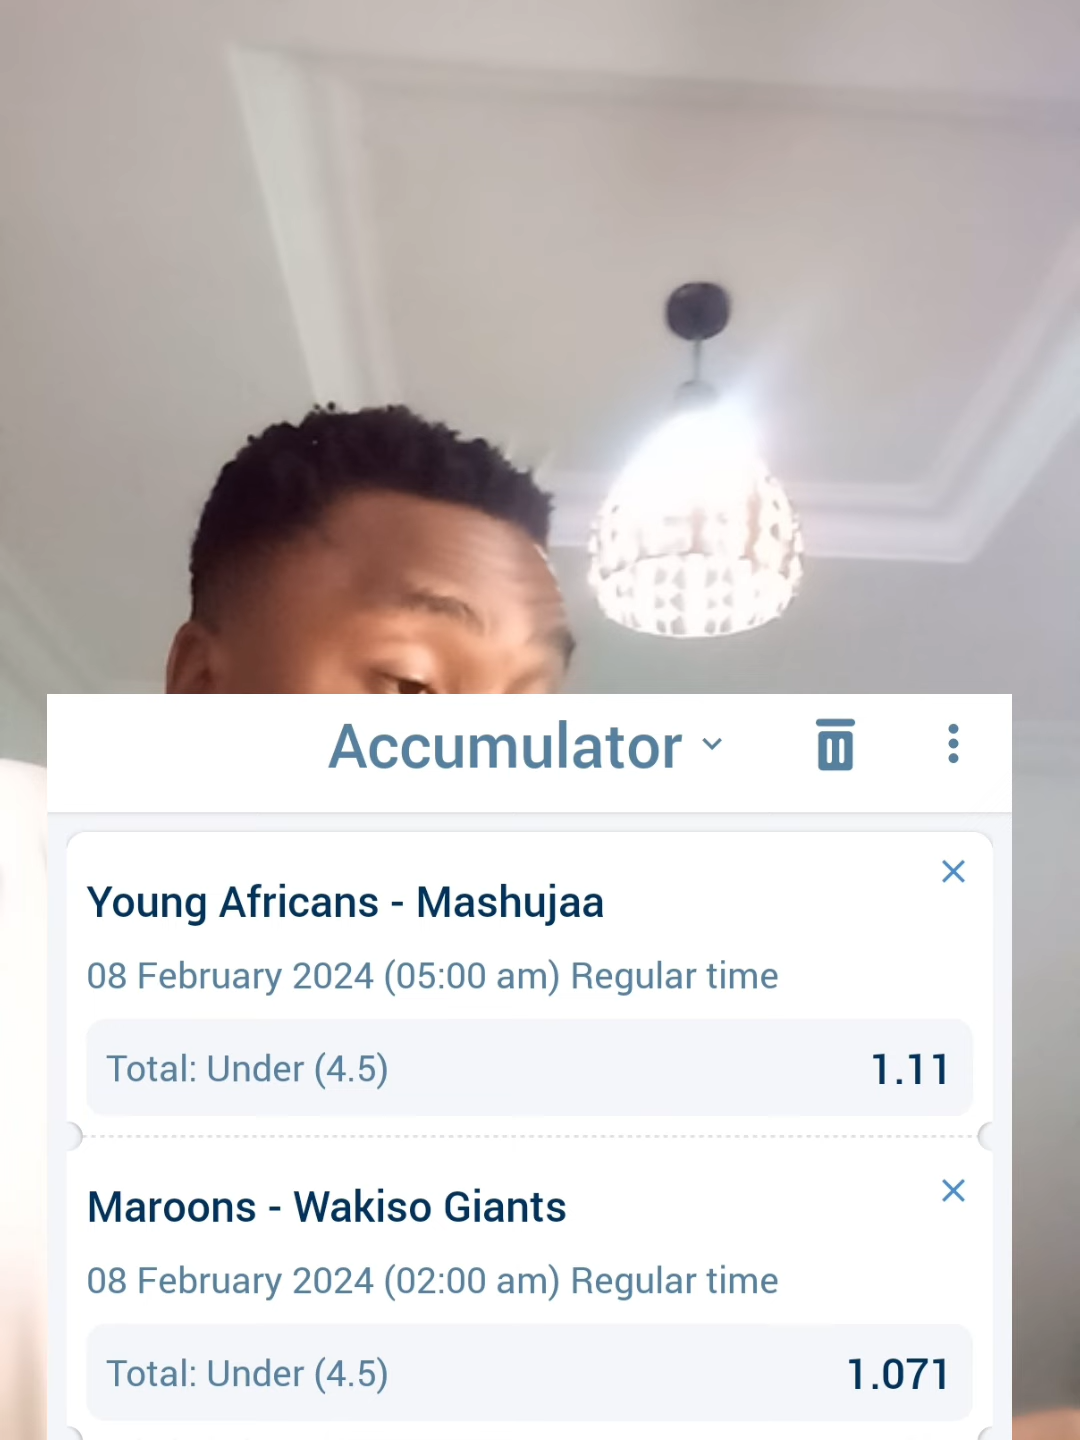 Accumulator
Young Africans - Mashujaa
08 February 2024 (05:00 am) Regular time
Total: Under (4.5) 1.11
Maroons - Wakiso Giants
08 February 2024 (02:00 am) Regular time
Total: Under (4.5) 1.071